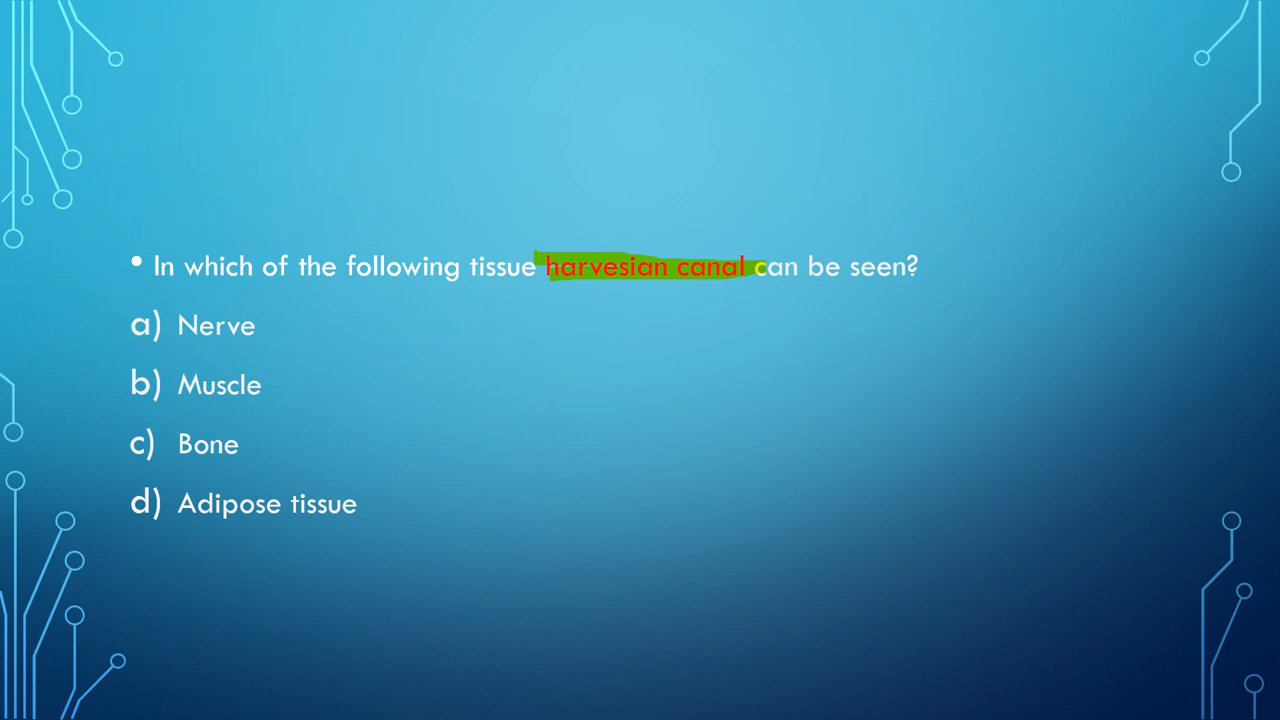 • In which of the following tissue harvesian canal can be seen?
a) Nerve
b) Muscle
c) Bone
d) Adipose tissue